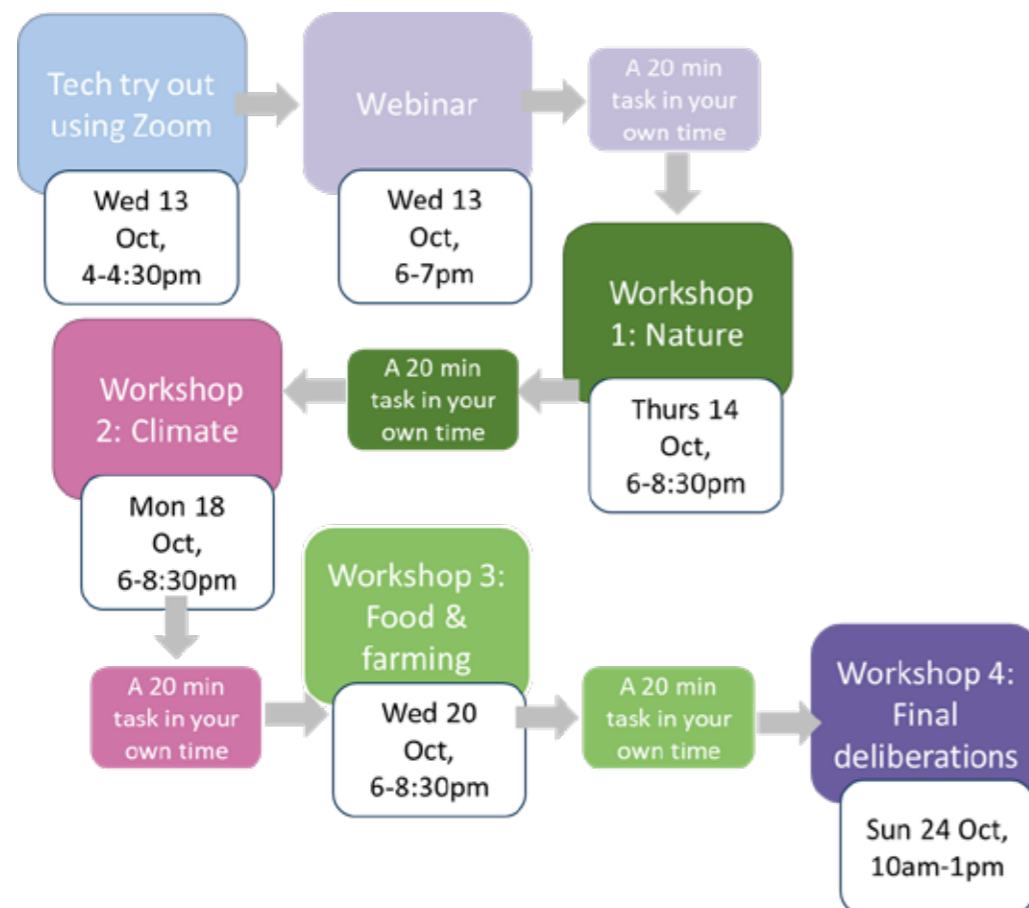 Tech try out
using Zoom
Wed 13
Oct,
4-4:30pm
Webinar
Wed 13
Oct,
6-7pm
A 20 min
task in your
own time
Workshop
1: Nature
Thurs 14
Oct,
6-8:30pm
A 20 min
task in your
own time
Workshop
2: Climate
Mon 18
Oct,
6-8:30pm
A 20 min
task in your
own time
Workshop 3:
Food &
farming
Wed 20
Oct,
6-8:30pm
A 20 min
task in your
own time
Workshop 4:
Final
deliberations
Sun 24 Oct,
10am-1pm